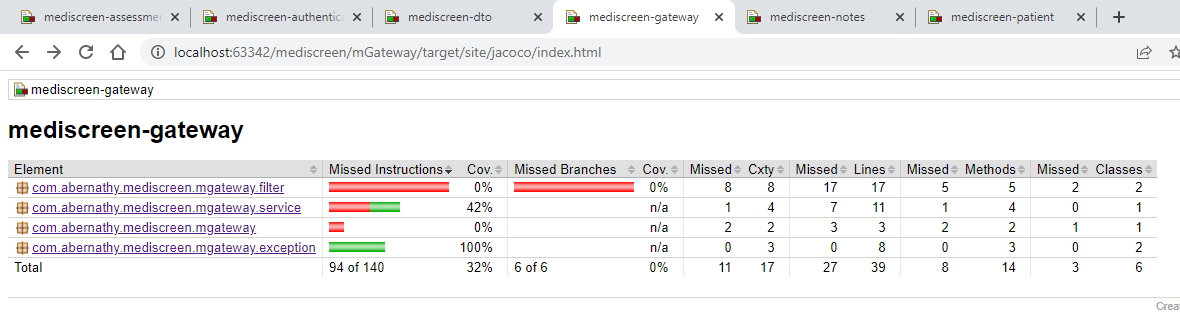 mediscreen-assessme
mediscreen-authentica
mediscreen-dto
mediscreen-gateway
mediscreen-notes
mediscreen-patient
localhost:63342/mediscreen/mGateway/target/site/jacoco/index.html
mediscreen-gateway
mediscreen-gateway
Element Missed Instructions Cov. Missed Branches Cov. Missed Cxty Missed Lines Missed Methods Missed Classes
com.abernathy.mediscreen.mgateway.filter 0% 0% 8 8 17 17 5 5 2 2
com.abernathy.mediscreen.mgateway.service 42% n/a 1 4 7 11 1 4 0 1
com.abernathy.mediscreen.mgateway 0% n/a 2 2 3 3 2 2 1 1
com.abernathy.mediscreen.mgateway.exception 100% n/a 0 3 0 8 0 3 0 2
Total 94 of 140 32% 6 of 6 0% 11 17 27 39 8 14 3 6
Creat